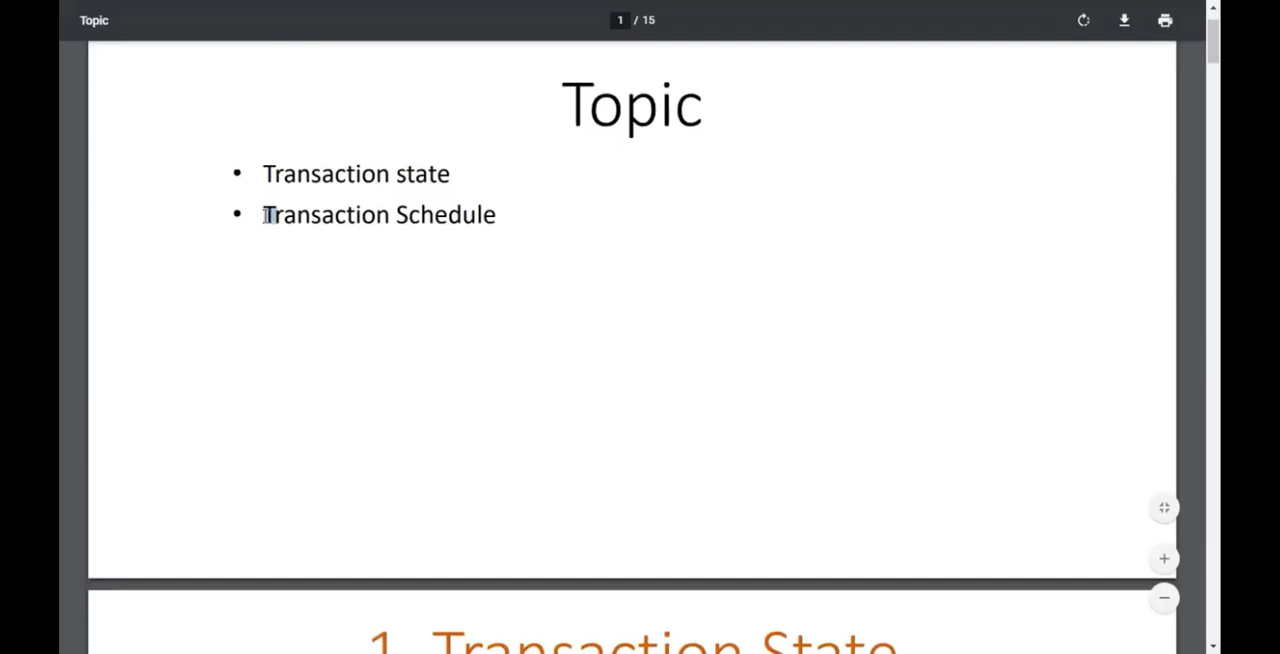 Topic
1 / 15
Topic
• Transaction state
• Transaction Schedule
1. Transaction State